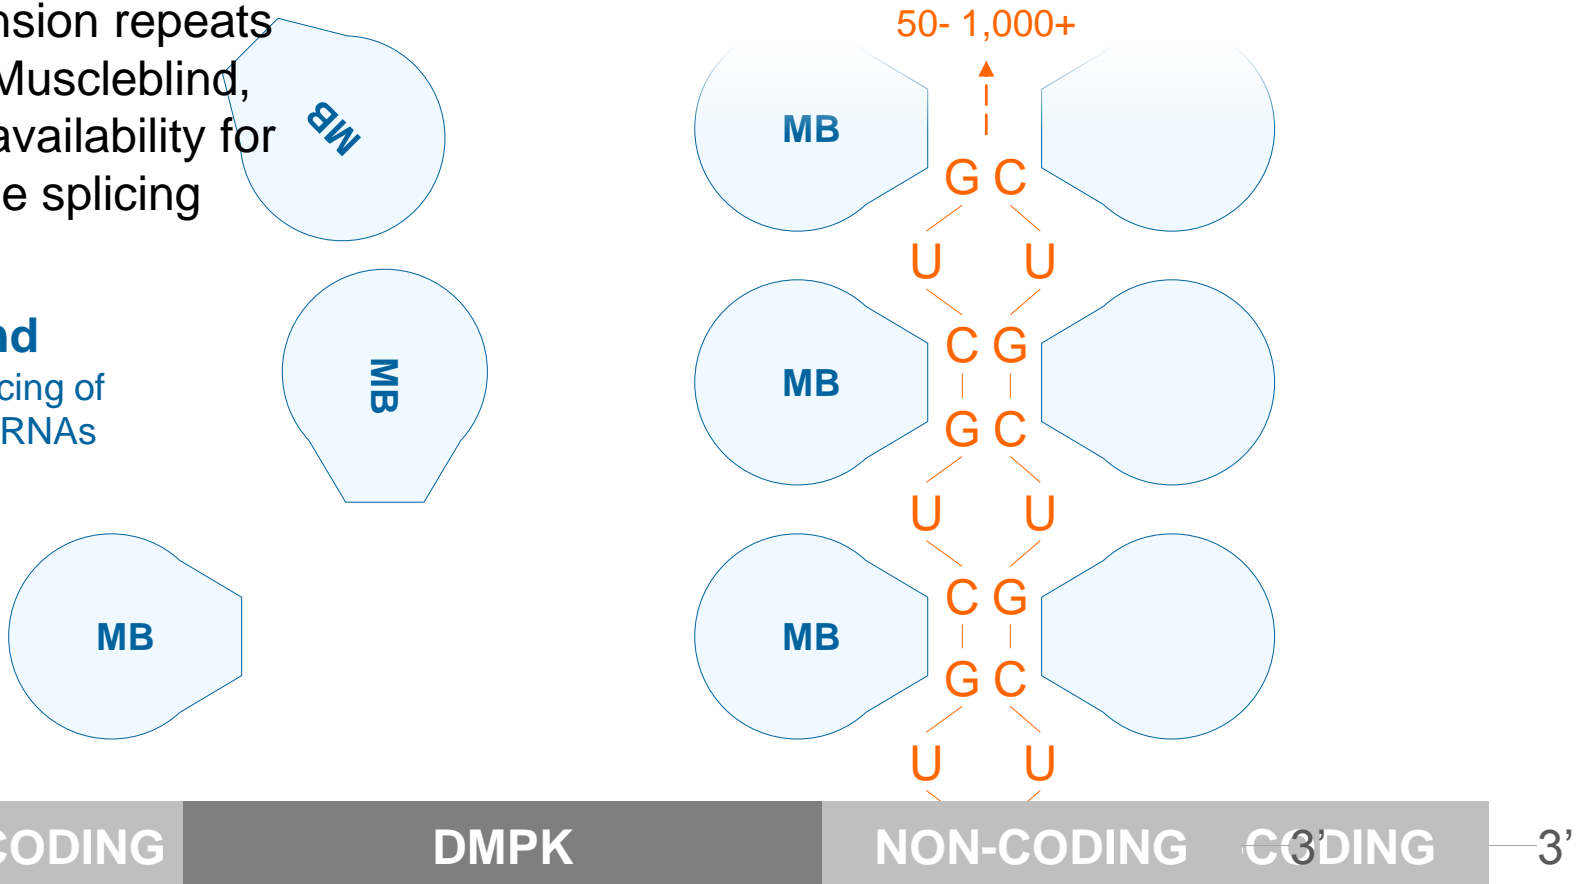 nsion repeats
Muscleblind,
availability for
e splicing
MB
50- 1,000+
MB
G C
U U
nd
cing of
RNAs
MB
C G
MB
G C
U U
MB
C G
MB
G C
U U
CODING
DMPK
NON-CODING
CODING
3’
3’